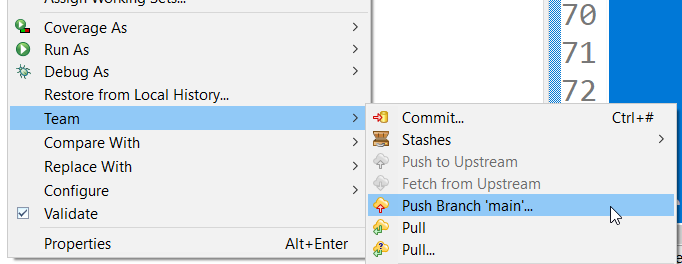 Assign Working Sets...
Coverage As
Run As
Debug As
Restore from Local History...
Team
Compare With
Replace With
Configure
Validate
Properties Alt+Enter
Commit... Ctrl+#
Stashes
Push to Upstream
Fetch from Upstream
Push Branch 'main'...
Pull
Pull...
70
71
72